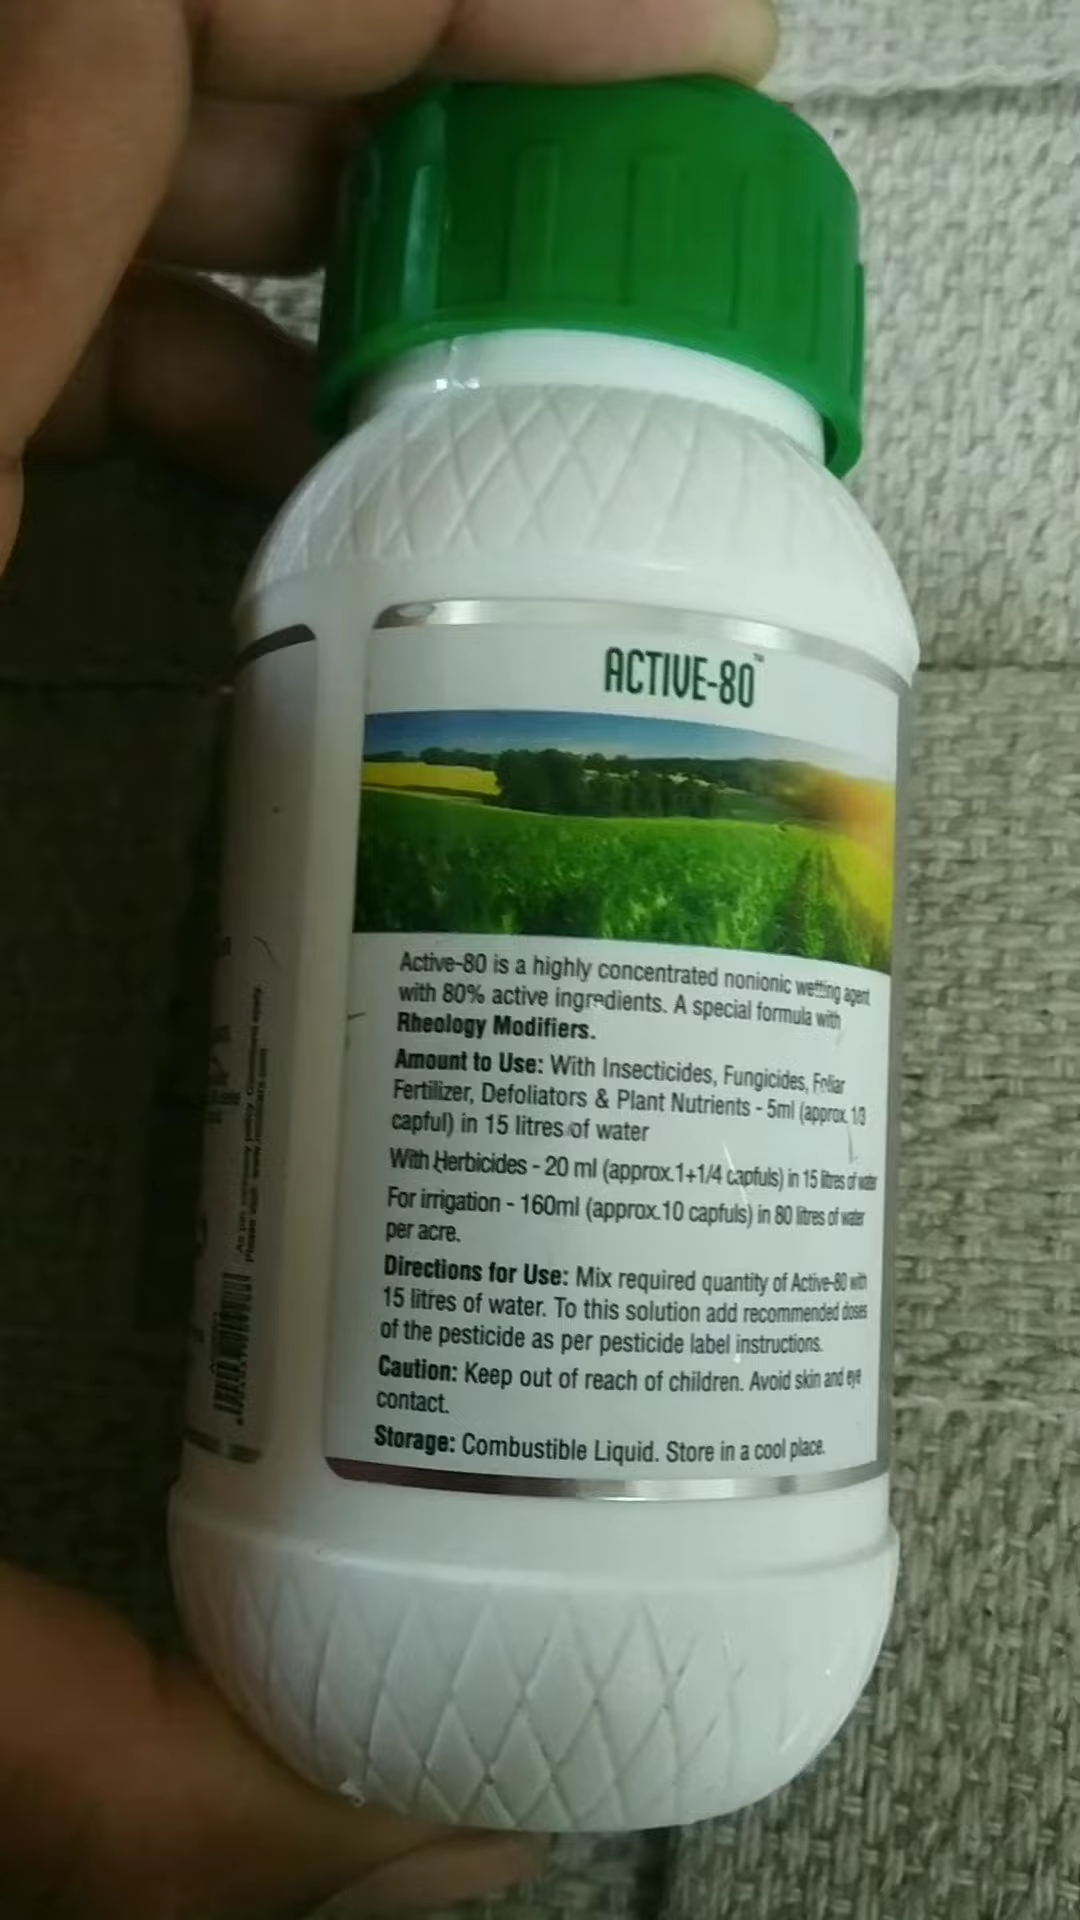 ACTIVE-80™
Active-80 is a highly concentrated nonionic wetting agent
with 80% active ingredients. A special formula with
Rheology Modifiers.
Amount to Use: With Insecticides, Fungicides, Foliar
Fertilizer, Defoliators & Plant Nutrients - 5ml (approx. 1/3
capful) in 15 litres of water
With Herbicides - 20 ml (approx.1+1/4 capfuls) in 15 litres of water
For irrigation - 160ml (approx.10 capfuls) in 80 litres of water
per acre.
Directions for Use: Mix required quantity of Active-80 with
15 litres of water. To this solution add recommended doses
of the pesticide as per pesticide label instructions.
Caution: Keep out of reach of children. Avoid skin and eye
contact.
Storage: Combustible Liquid. Store in a cool place.